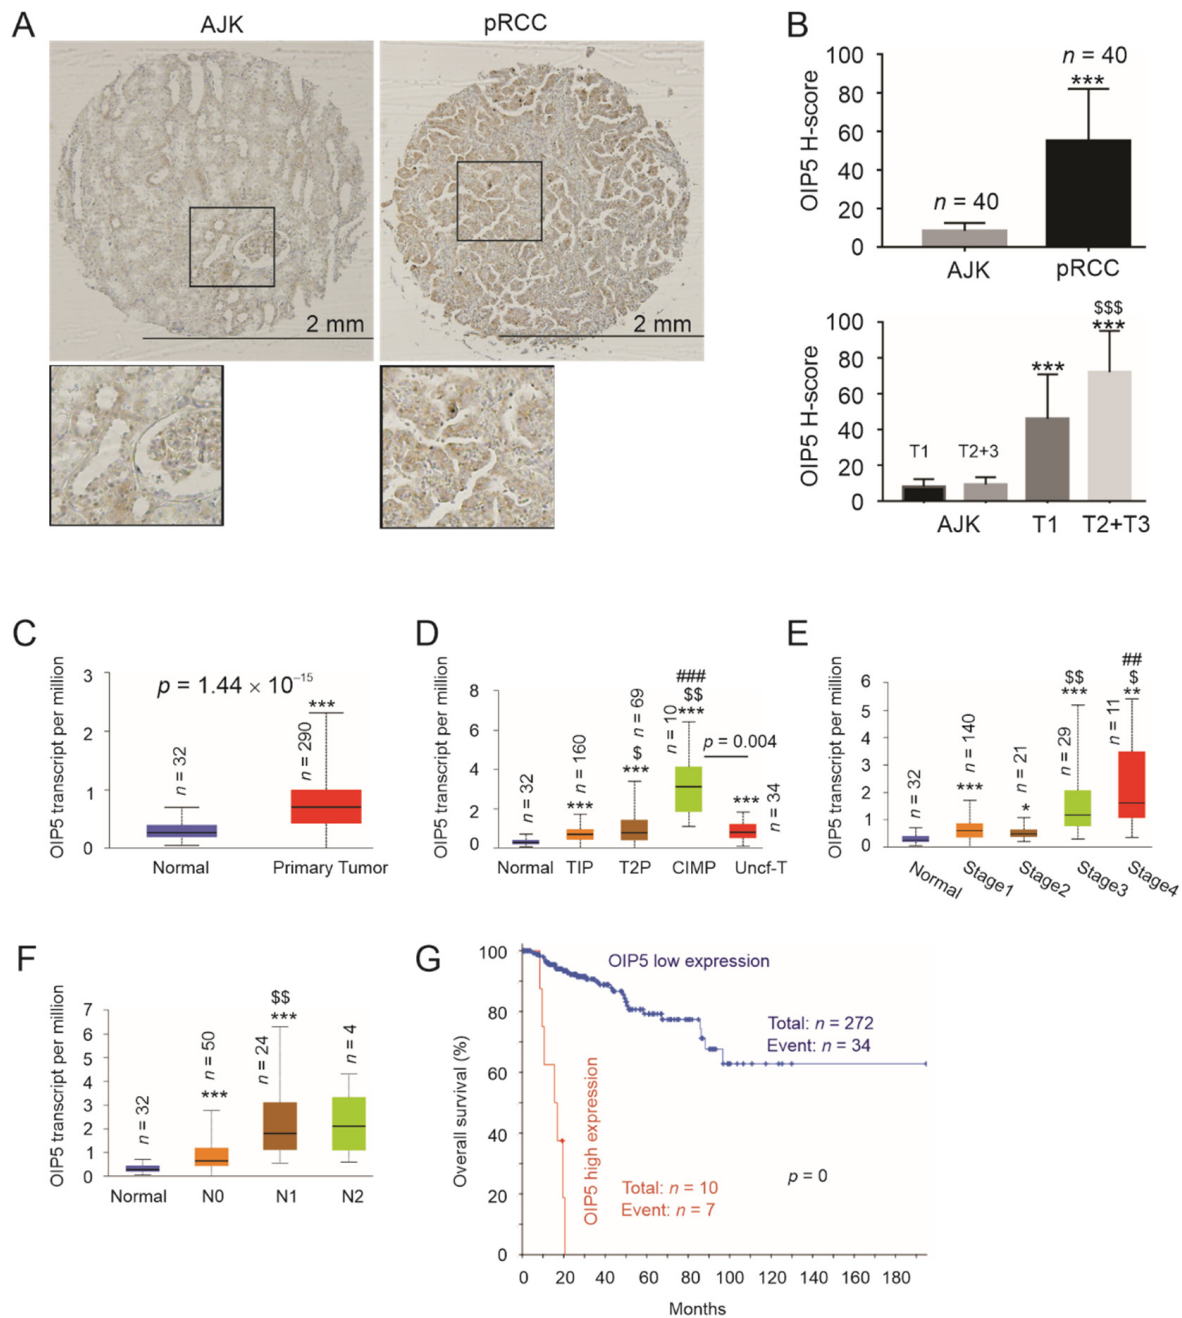 A
AJK
pRCC
2 mm
2 mm
B
OIP5 H-score
100
80
60
40
20
0
n = 40
n = 40
***
AJK
pRCC
OIP5 H-score
100
80
60
40
20
0
T1
T2+3
***
$$$
***
AJK
T1
T2+T3
C
OIP5 transcript per million
3
2
1
0
p = 1.44 × 10⁻¹⁵
n = 32
n = 290
***
Normal
Primary Tumor
D
OIP5 transcript per million
8
6
4
2
0
n = 32
n = 160
***
n = 69
$
***
n = 10
###
$$
***
p = 0.004
***
n = 34
Normal
TIP
T2P
CIMP
Uncf-T
E
OIP5 transcript per million
6
5
4
3
2
1
0
n = 32
n = 140
***
n = 21
*
n = 29
$$
***
n = 11
##
$
**
Normal
Stage1
Stage2
Stage3
Stage4
F
OIP5 transcript per million
7
6
5
4
3
2
1
0
n = 32
n = 50
***
n = 24
$$
***
n = 4
Normal
N0
N1
N2
G
Overall survival (%)
100
80
60
40
20
0
OIP5 low expression
Total: n = 272
Event: n = 34
OIP5 high expression
Total: n = 10
Event: n = 7
p = 0
0 20 40 60 80 100 120 140 160 180
Months